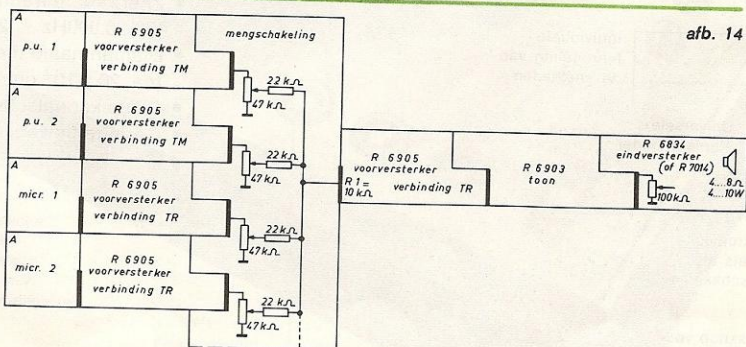 afb. 14
mengschakeling
A
p.u. 1
R 6905
voorversterker
verbinding TM
22 kΩ
47 kΩ
A
p.u. 2
R 6905
voorversterker
verbinding TM
22 kΩ
47 kΩ
A
micr. 1
R 6905
voorversterker
verbinding TR
22 kΩ
47 kΩ
A
micr. 2
R 6905
voorversterker
verbinding TR
22 kΩ
47 kΩ
R 6905
voorversterker
R 1 =
10 kΩ
verbinding TR
R 6903
toon
R 6834
eindversterker
(of R 7014)
100 kΩ
4....8Ω
4....10W